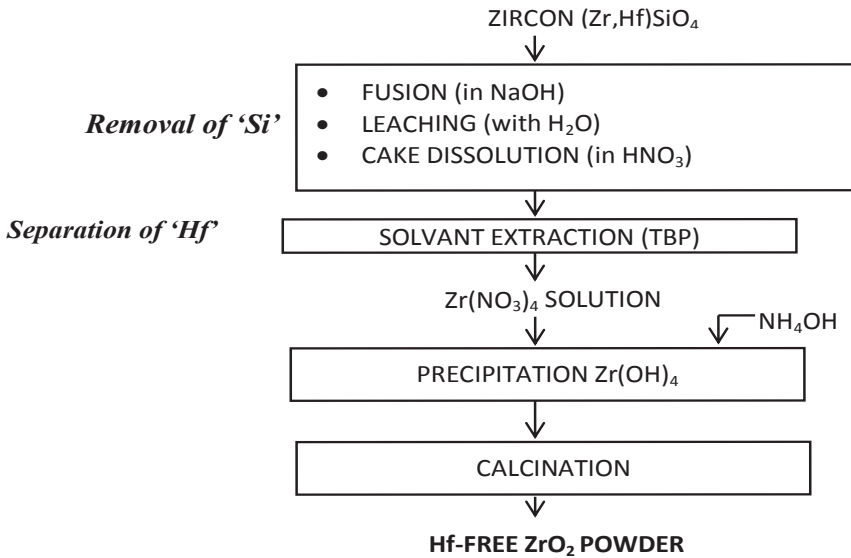 ZIRCON (Zr,Hf)SiO₄
Removal of ‘Si’
• FUSION (in NaOH)
• LEACHING (with H₂O)
• CAKE DISSOLUTION (in HNO₃)
Separation of ‘Hf’
SOLVANT EXTRACTION (TBP)
Zr(NO₃)₄ SOLUTION
NH₄OH
PRECIPITATION Zr(OH)₄
CALCINATION
Hf-FREE ZrO₂ POWDER